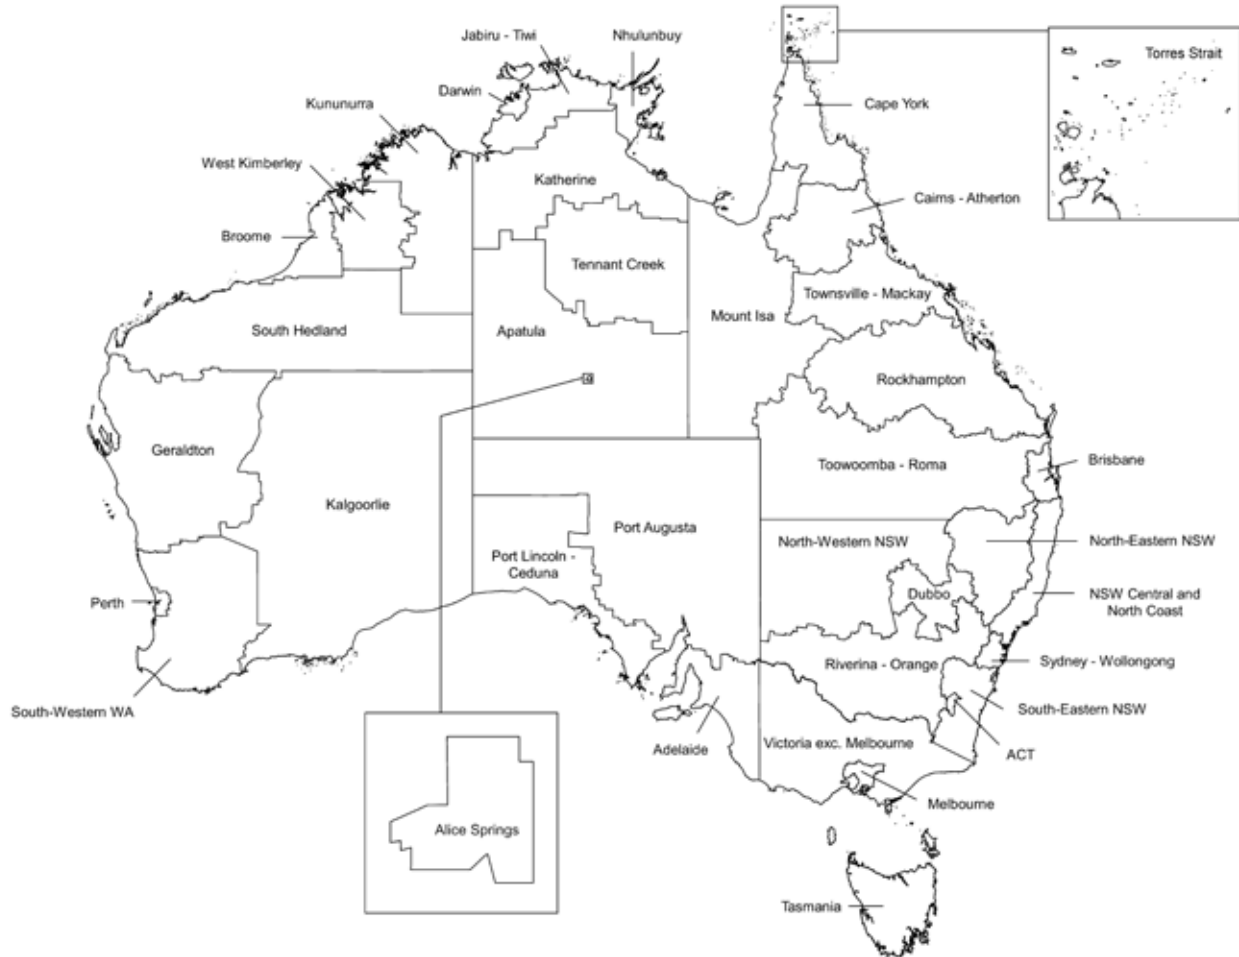 Jabiru - Tiwi
Nhulunbuy
Torres Strait
Darwin
Kununurra
Cape York
West Kimberley
Katherine
Cairns - Atherton
Broome
Tennant Creek
Townsville - Mackay
South Hedland
Apatula
Mount Isa
Rockhampton
Geraldton
Toowoomba - Roma
Brisbane
Kalgoorlie
Port Augusta
North-Western NSW
North-Eastern NSW
Port Lincoln -
Ceduna
Dubbo
NSW Central and
North Coast
Perth
Riverina - Orange
Sydney - Wollongong
South-Western WA
South-Eastern NSW
Adelaide
Victoria exc. Melbourne
ACT
Melbourne
Alice Springs
Tasmania